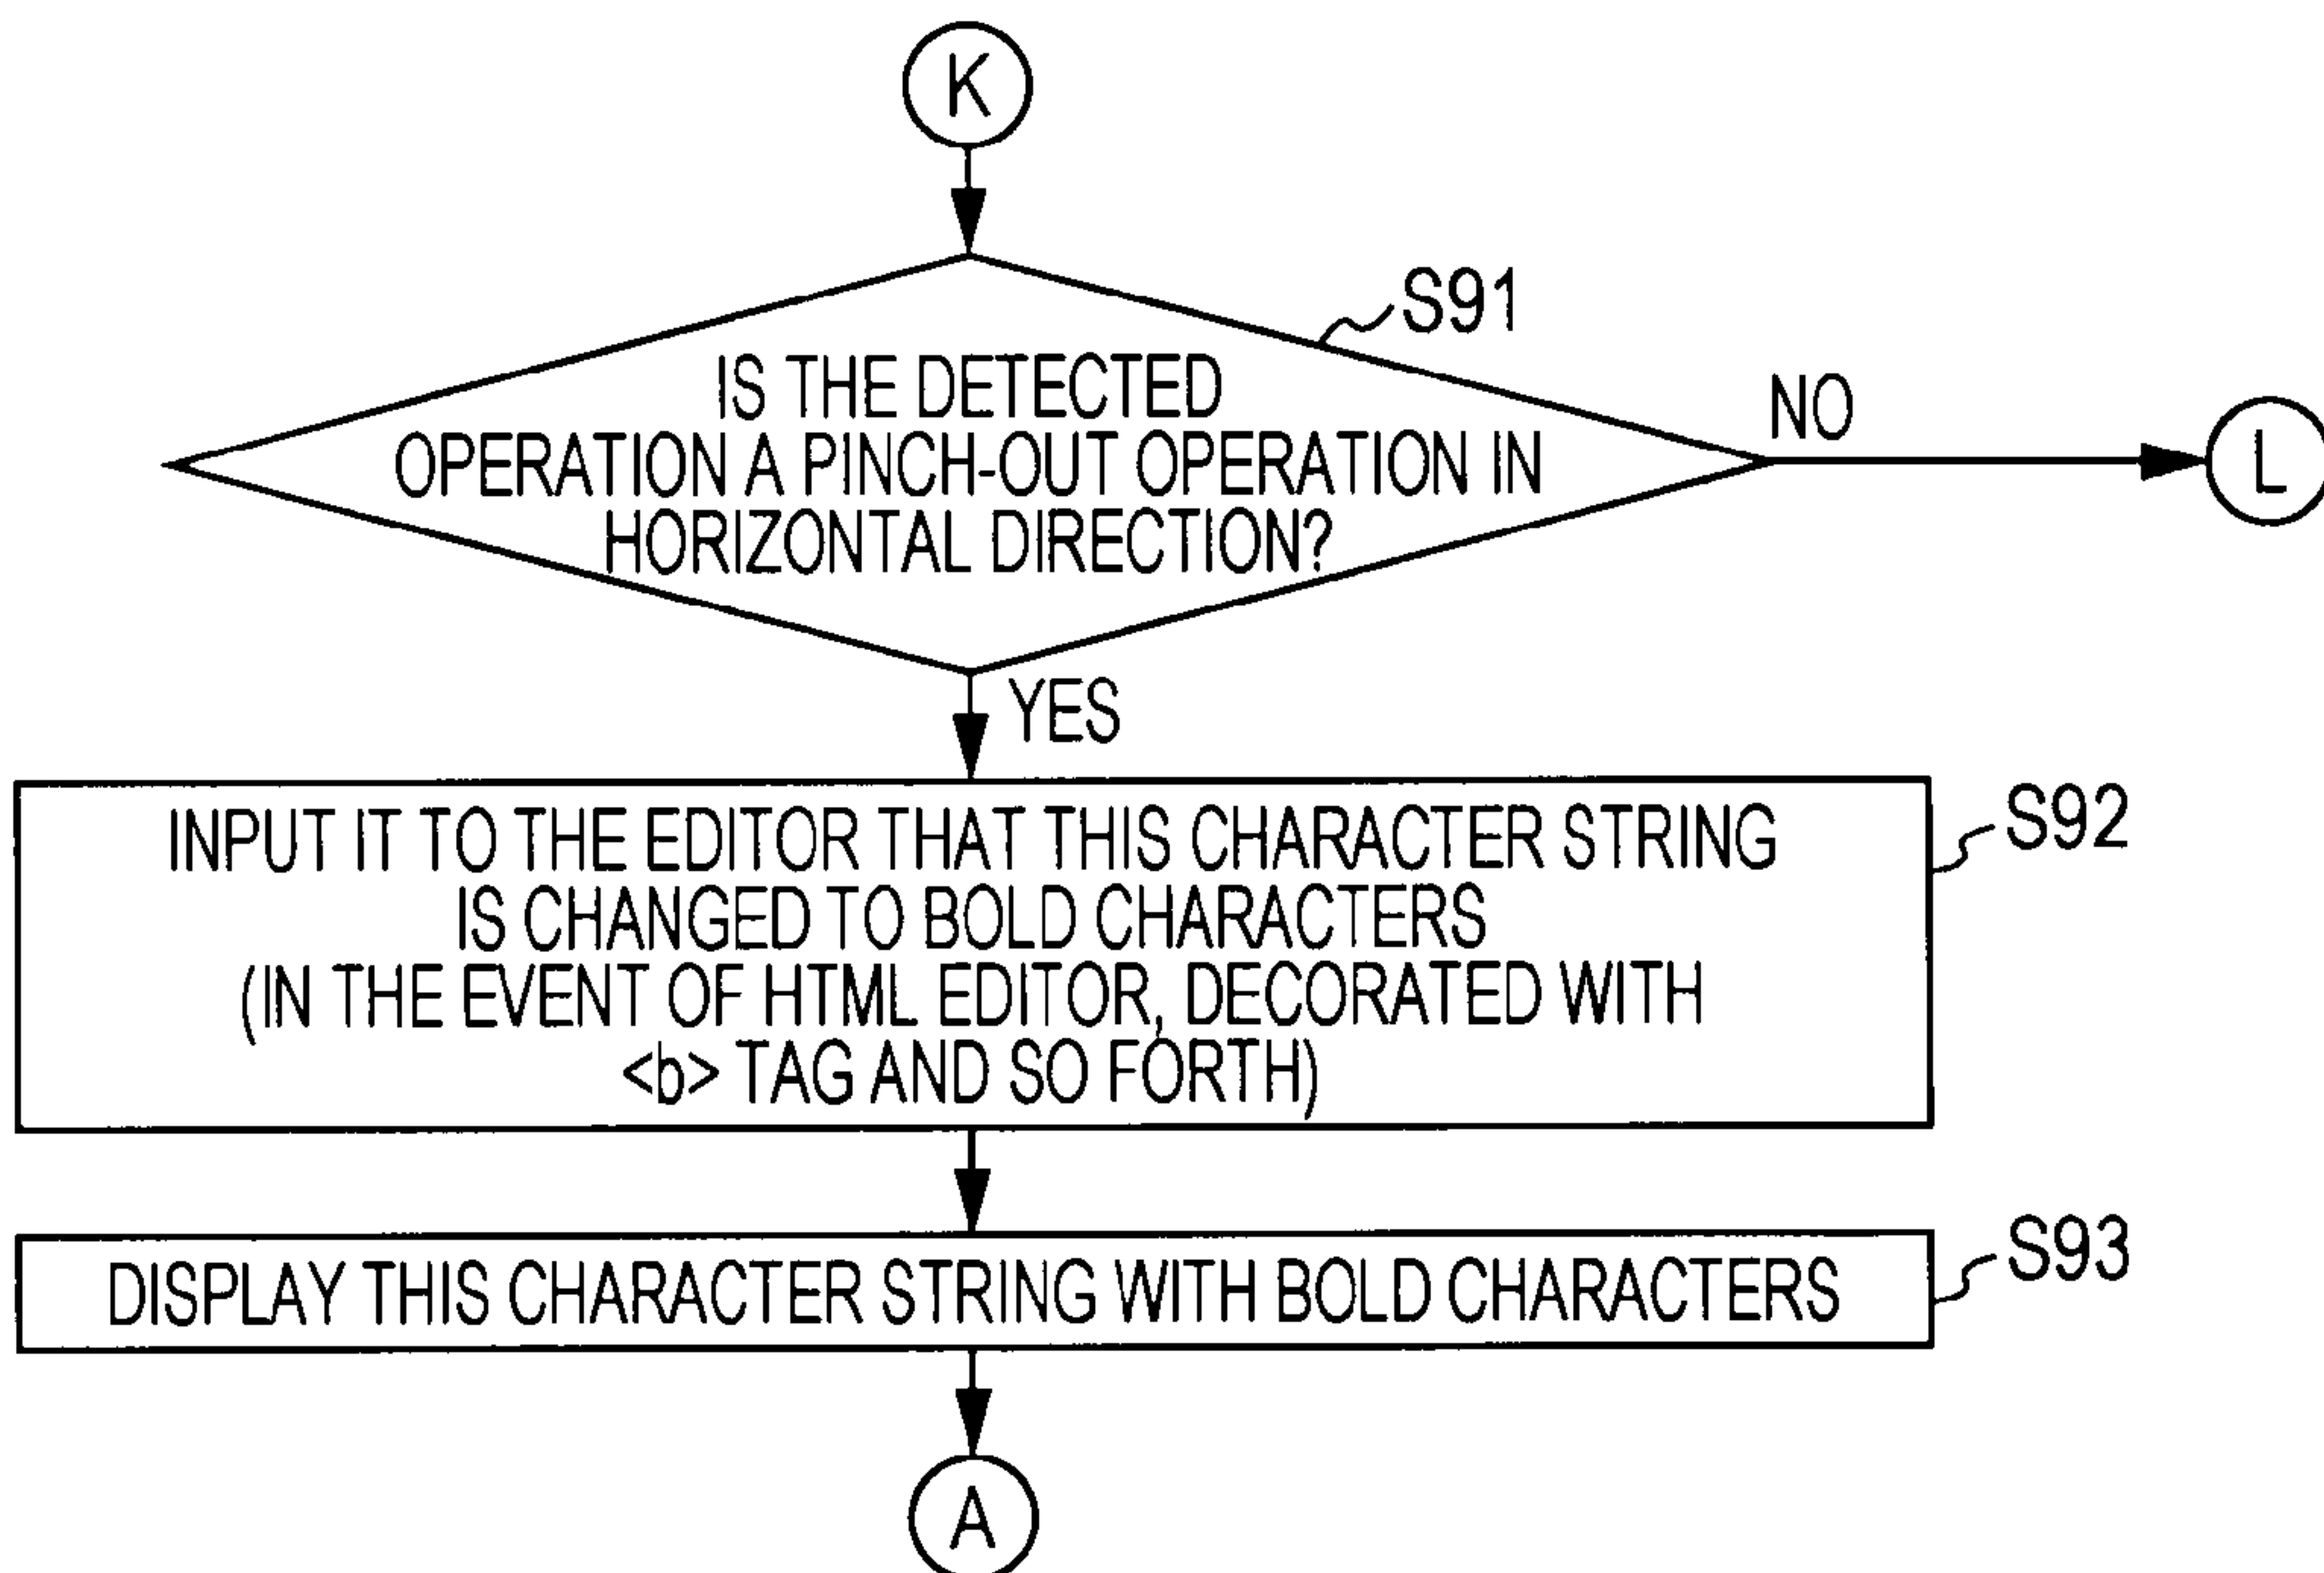 K
S91
IS THE DETECTED
OPERATION A PINCH-OUT OPERATION IN
HORIZONTAL DIRECTION?
NO
L
YES
INPUT IT TO THE EDITOR THAT THIS CHARACTER STRING
IS CHANGED TO BOLD CHARACTERS
(IN THE EVENT OF HTML EDITOR, DECORATED WITH
<b> TAG AND SO FORTH)
S92
DISPLAY THIS CHARACTER STRING WITH BOLD CHARACTERS
S93
A